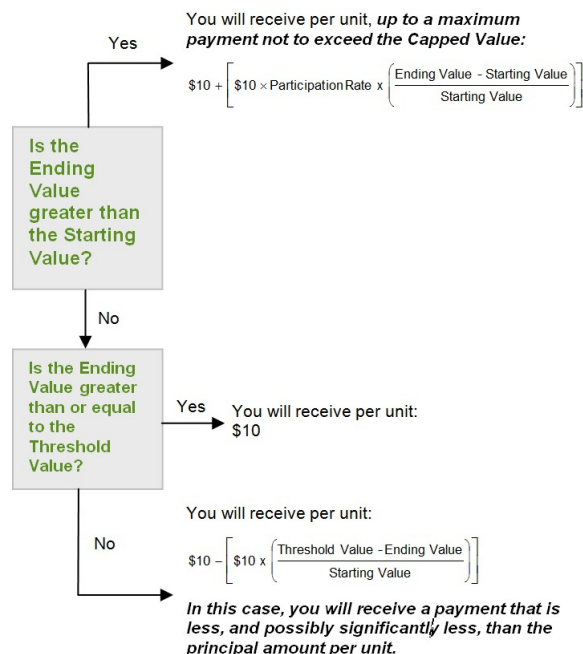 You will receive per unit, up to a maximum
payment not to exceed the Capped Value:
Yes
$10 + [ $10 × Participation Rate x ( Ending Value - Starting Value / Starting Value ) ]
Is the
Ending
Value
greater than
the Starting
Value?
No
Is the Ending
Value greater
than or equal
to the
Threshold
Value?
Yes
You will receive per unit:
$10
No
You will receive per unit:
$10 − [ $10 x ( Threshold Value - Ending Value / Starting Value ) ]
In this case, you will receive a payment that is
less, and possibly significantly less, than the
principal amount per unit.